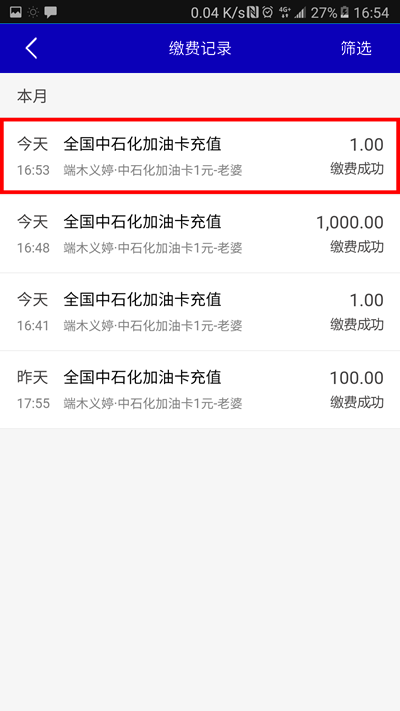 0.04 K/s 4G+ 27% 16:54
缴费记录 筛选
本月
今天 全国中石化加油卡充值 1.00
16:53 端木义婷·中石化加油卡1元-老婆 缴费成功
今天 全国中石化加油卡充值 1,000.00
16:48 端木义婷·中石化加油卡1元-老婆 缴费成功
今天 全国中石化加油卡充值 1.00
16:41 端木义婷·中石化加油卡1元-老婆 缴费成功
昨天 全国中石化加油卡充值 100.00
17:55 端木义婷·中石化加油卡1元-老婆 缴费成功